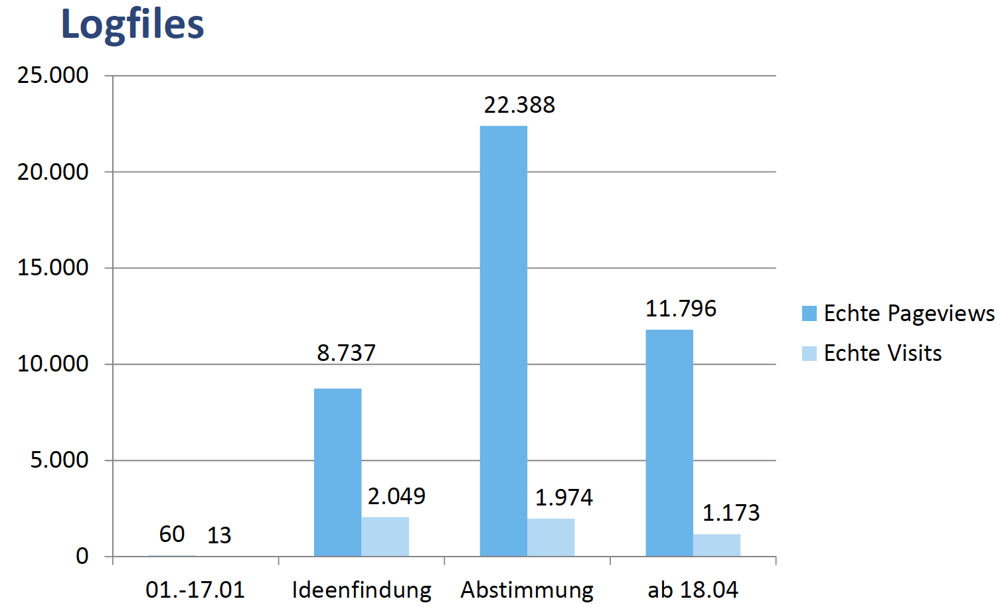 Logfiles
25.000
20.000
15.000
10.000
5.000
0
22.388
11.796
8.737
2.049
1.974
1.173
60
13
01.-17.01
Ideenfindung
Abstimmung
ab 18.04
Echte Pageviews
Echte Visits